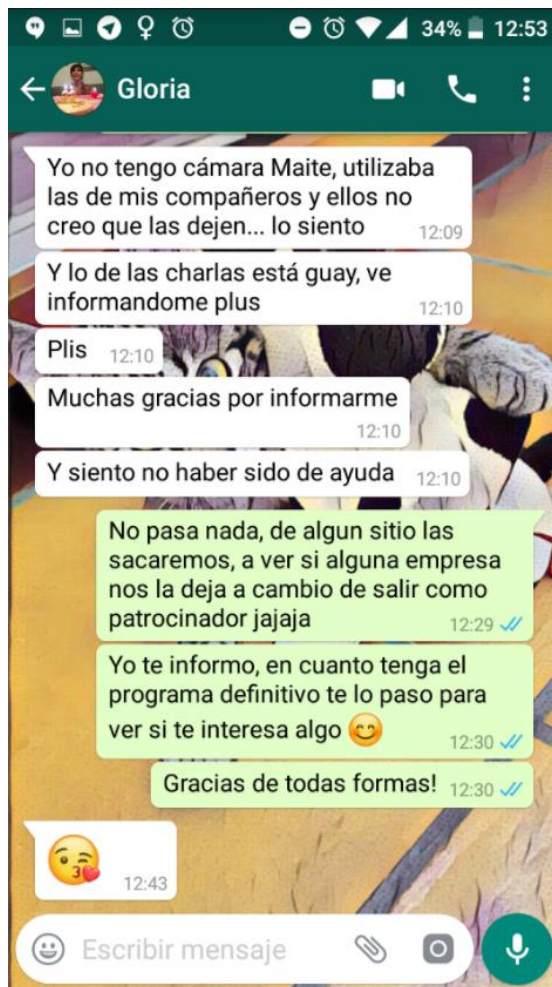 34% 12:53
Gloria
Yo no tengo cámara Maite, utilizaba
las de mis compañeros y ellos no
creo que las dejen... lo siento 12:09
Y lo de las charlas está guay, ve
informandome plus 12:10
Plis 12:10
Muchas gracias por informarme
12:10
Y siento no haber sido de ayuda 12:10
No pasa nada, de algun sitio las
sacaremos, a ver si alguna empresa
nos la deja a cambio de salir como
patrocinador jajaja 12:29
Yo te informo, en cuanto tenga el
programa definitivo te lo paso para
ver si te interesa algo 😊 12:30
Gracias de todas formas! 12:30
😘 12:43
Escribir mensaje